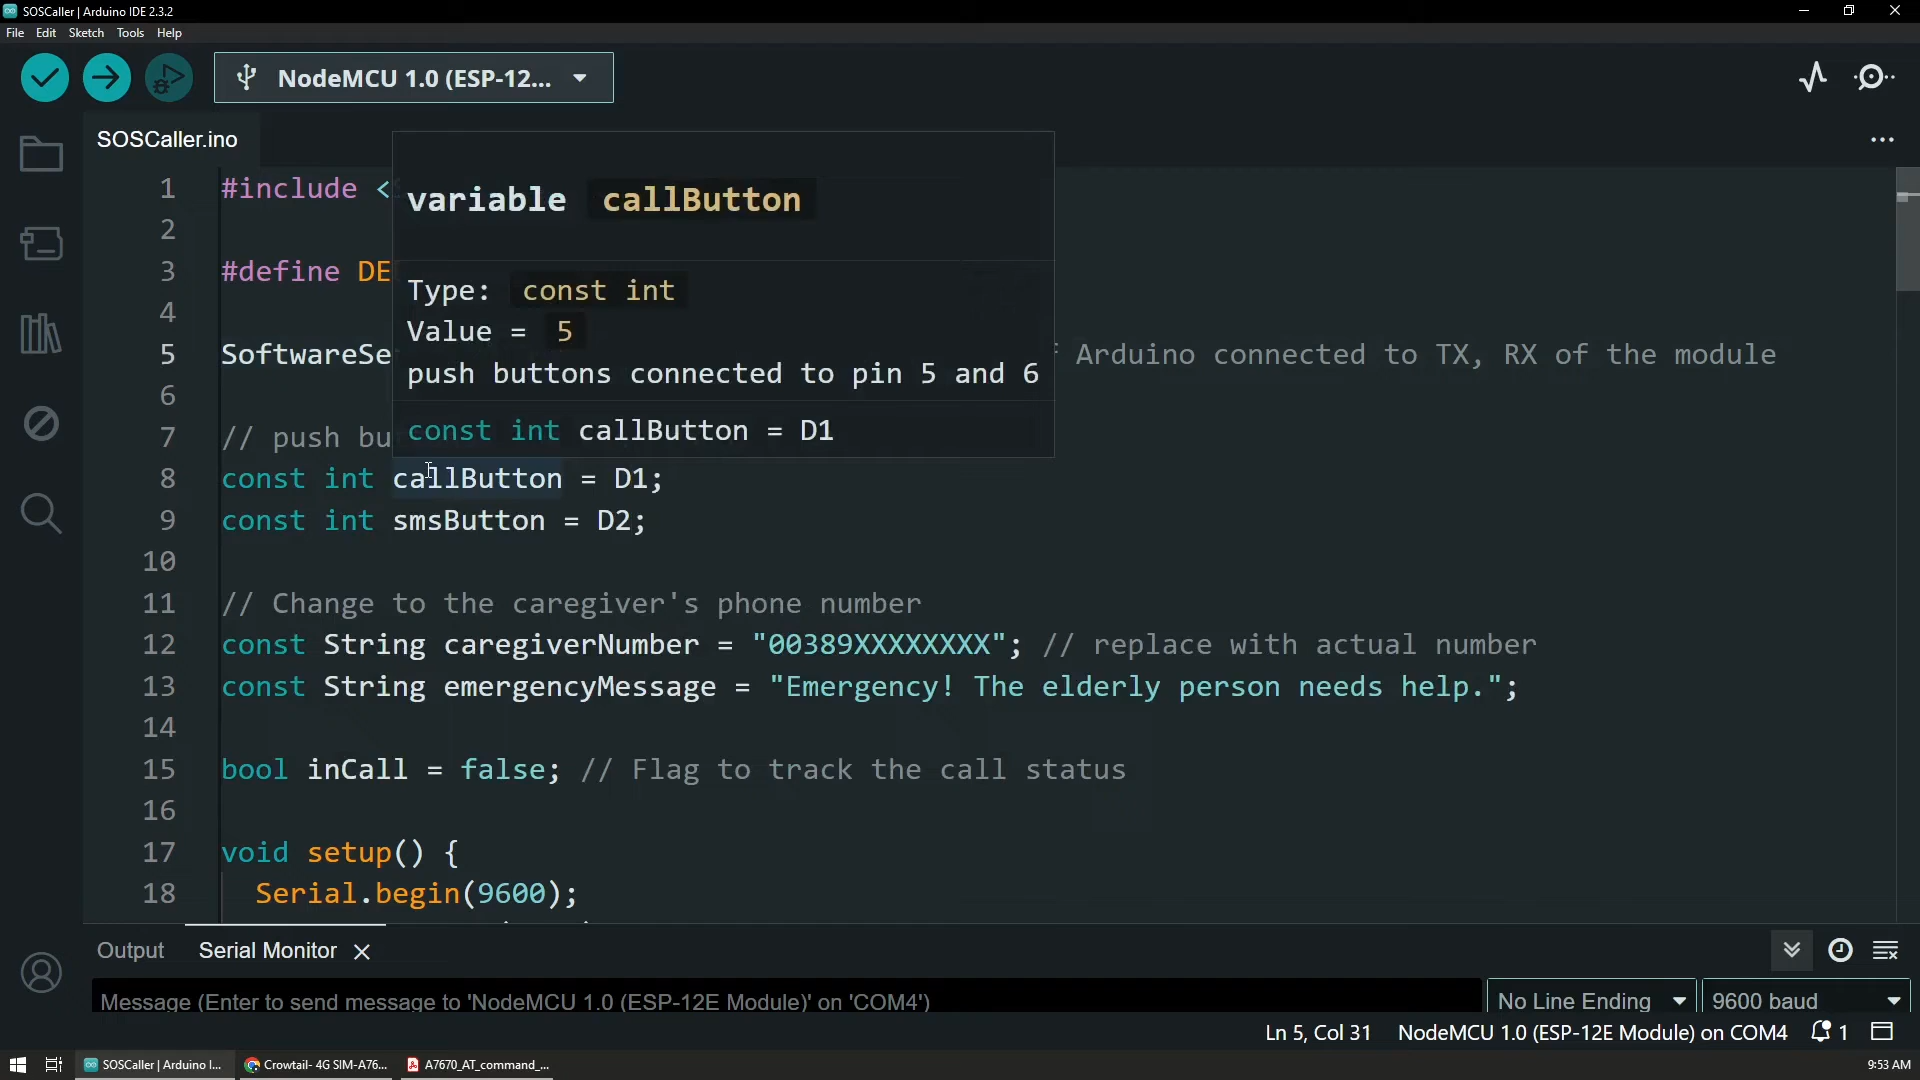 SOSCaller | Arduino IDE 2.3.2
File Edit Sketch Tools Help
NodeMCU 1.0 (ESP-12...
SOSCaller.ino
1 #include <
2
3 #define DE
4
5 SoftwareSe Arduino connected to TX, RX of the module
6
7 // push bu
variable callButton
Type: const int
Value = 5
push buttons connected to pin 5 and 6
const int callButton = D1
8 const int callButton = D1;
9 const int smsButton = D2;
10
11 // Change to the caregiver's phone number
12 const String caregiverNumber = "00389XXXXXXXX"; // replace with actual number
13 const String emergencyMessage = "Emergency! The elderly person needs help.";
14
15 bool inCall = false; // Flag to track the call status
16
17 void setup() {
18 Serial.begin(9600);
Output Serial Monitor
Message (Enter to send message to 'NodeMCU 1.0 (ESP-12E Module)' on 'COM4')
No Line Ending 9600 baud
Ln 5, Col 31 NodeMCU 1.0 (ESP-12E Module) on COM4 1
SOSCaller | Arduino I... Crowtail- 4G SIM-A76... A7670_AT_command_... 9:53 AM